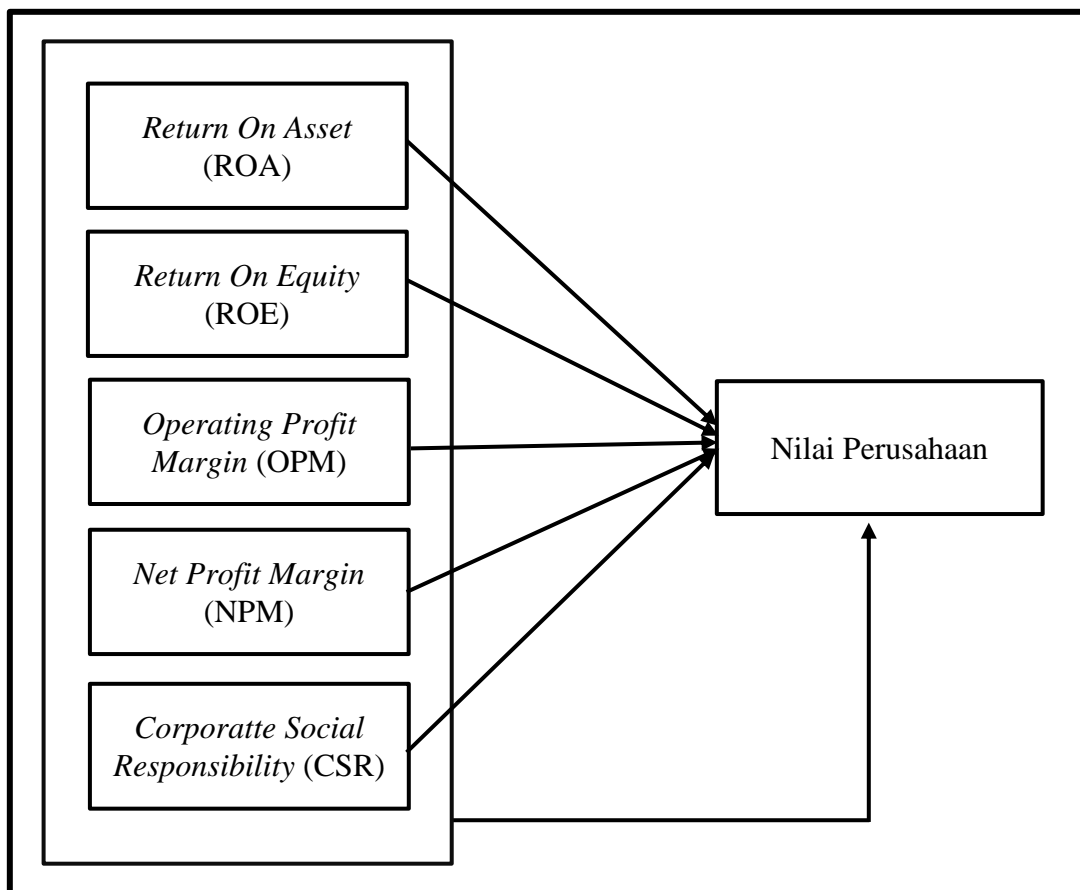 Return On Asset
(ROA)
Return On Equity
(ROE)
Operating Profit
Margin (OPM)
Nilai Perusahaan
Net Profit Margin
(NPM)
Corporatte Social
Responsibility (CSR)